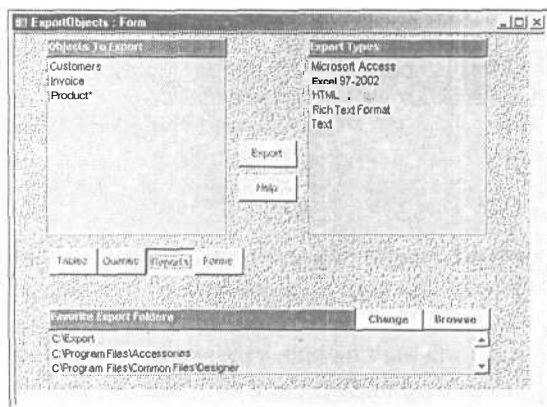 ExportObjects : Form
Objects To Export
Customers
Invoice
Product*
Export Types
Microsoft Access
Excel 97-2002
HTML
Rich Text Format
Text
Export
Help
Tables Queries Reports Forms
Favorite Export Folders
Change Browse
C:\Export
C:\Program Files\Accessories
C:\Program Files\Common Files\Designer